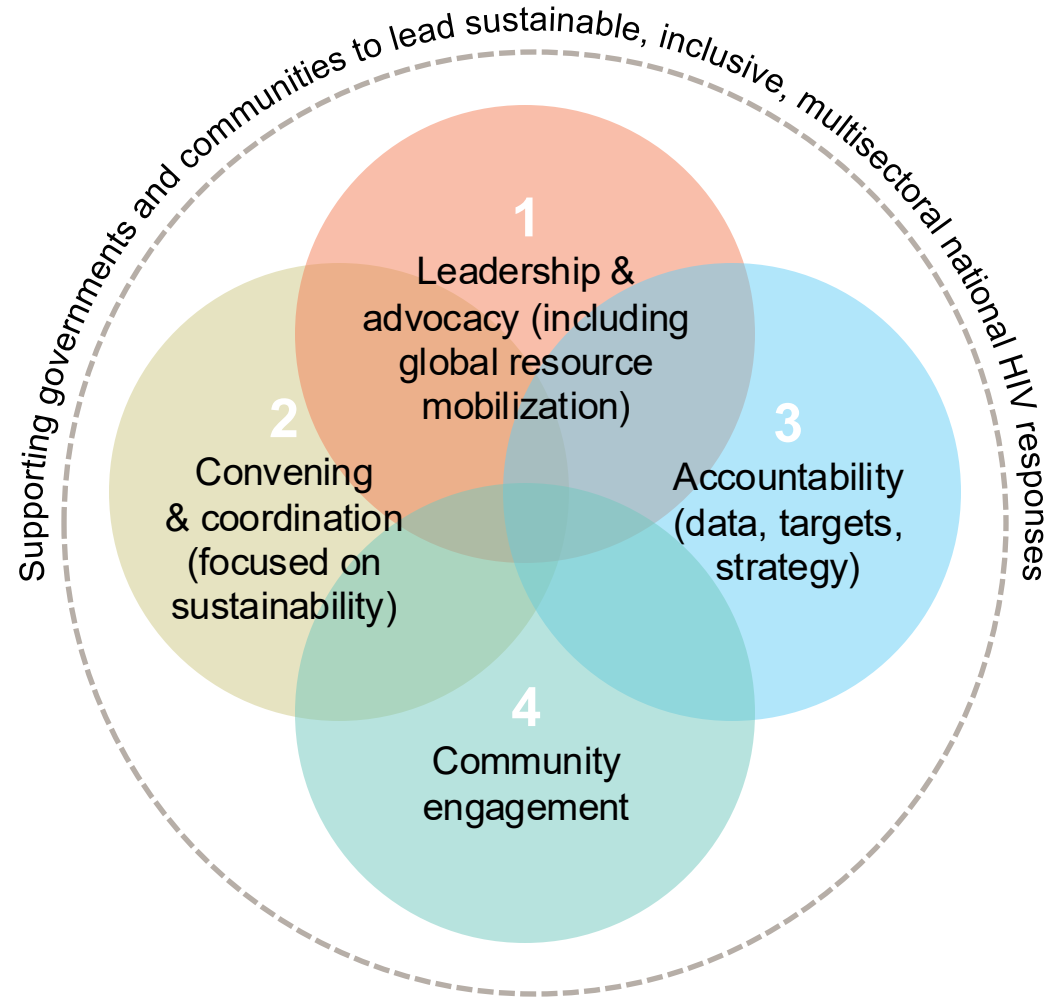 Supporting governments and communities to lead sustainable, inclusive, multisectoral national HIV responses
1
Leadership &
advocacy (including
global resource
mobilization)
2
Convening
& coordination
(focused on
sustainability)
3
Accountability
(data, targets,
strategy)
4
Community
engagement